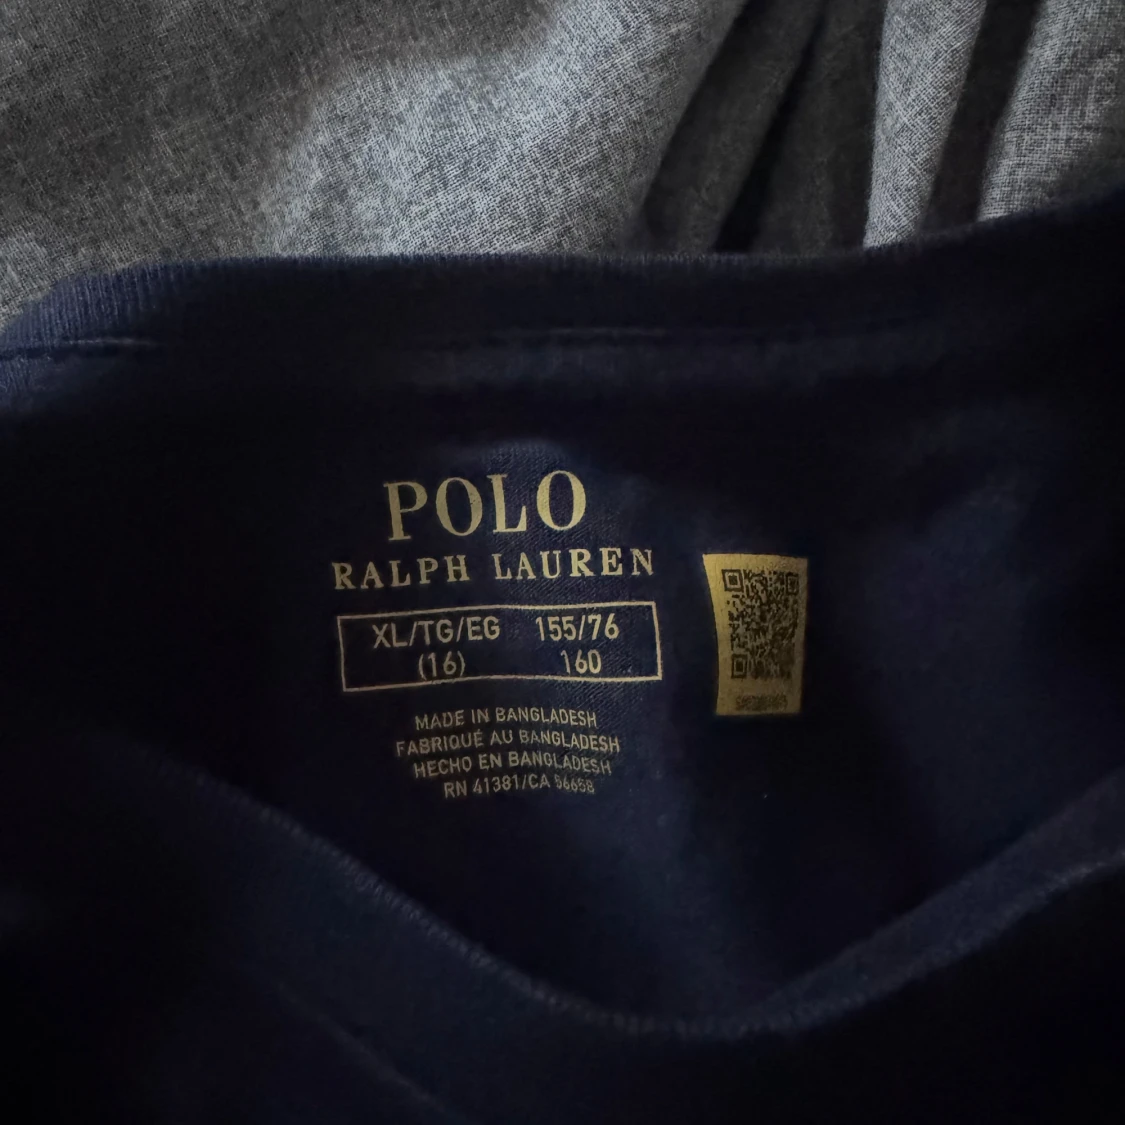 POLO
RALPH LAUREN
XL/TG/EG 155/76
(16) 160
MADE IN BANGLADESH
FABRIQUÉ AU BANGLADESH
HECHO EN BANGLADESH
RN 41381/CA 56658